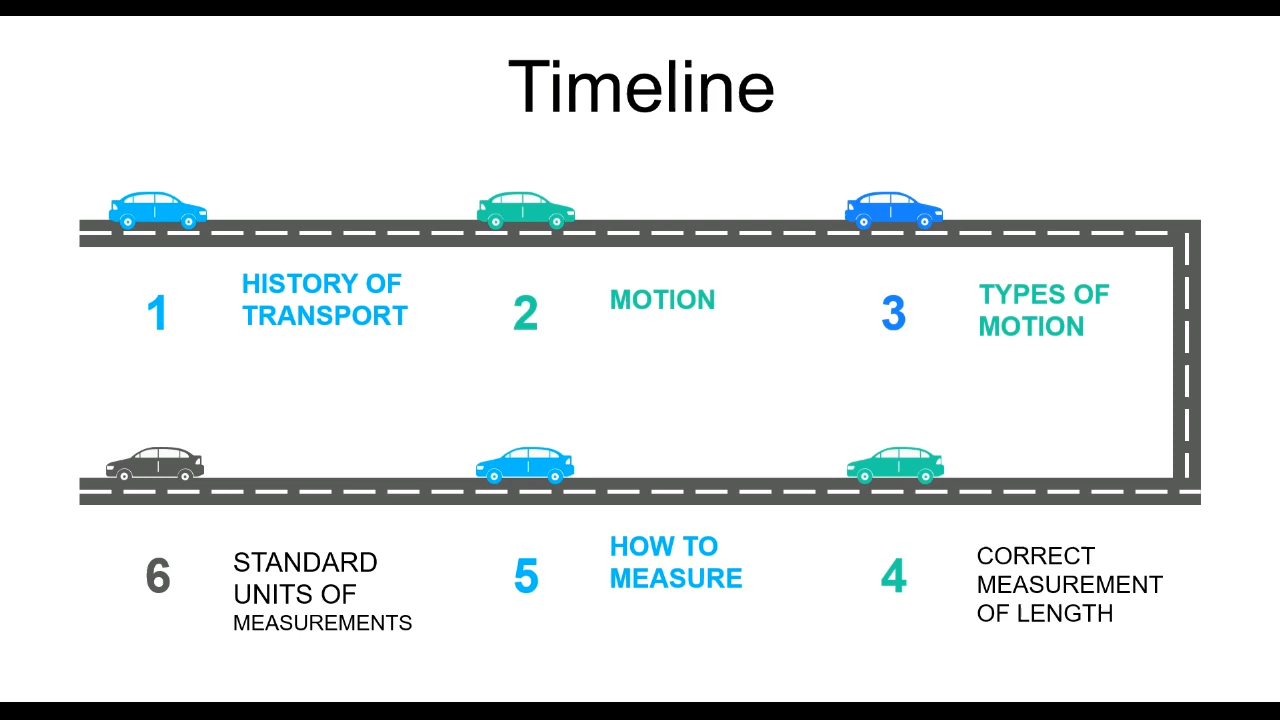 Timeline
1
HISTORY OF
TRANSPORT
2
MOTION
3
TYPES OF
MOTION
6
STANDARD
UNITS OF
MEASUREMENTS
5
HOW TO
MEASURE
4
CORRECT
MEASUREMENT
OF LENGTH